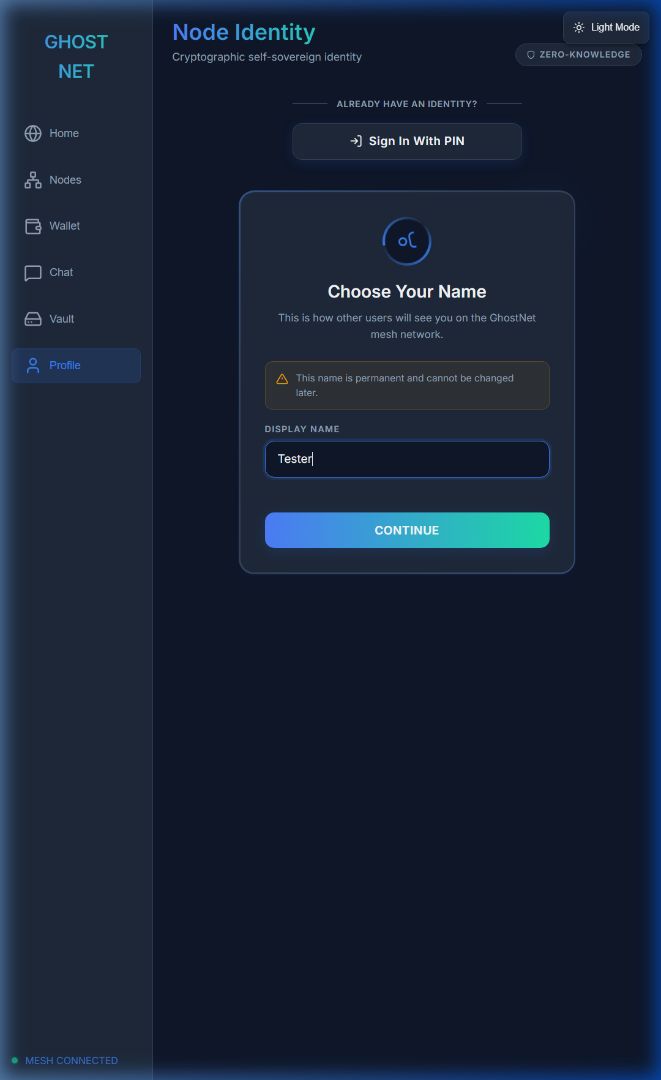 GHOST
NET
Home
Nodes
Wallet
Chat
Vault
Profile
MESH CONNECTED
Node Identity
Cryptographic self-sovereign identity
Light Mode
ZERO-KNOWLEDGE
ALREADY HAVE AN IDENTITY?
Sign In With PIN
Choose Your Name
This is how other users will see you on the GhostNet
mesh network.
This name is permanent and cannot be changed
later.
DISPLAY NAME
Tester
CONTINUE